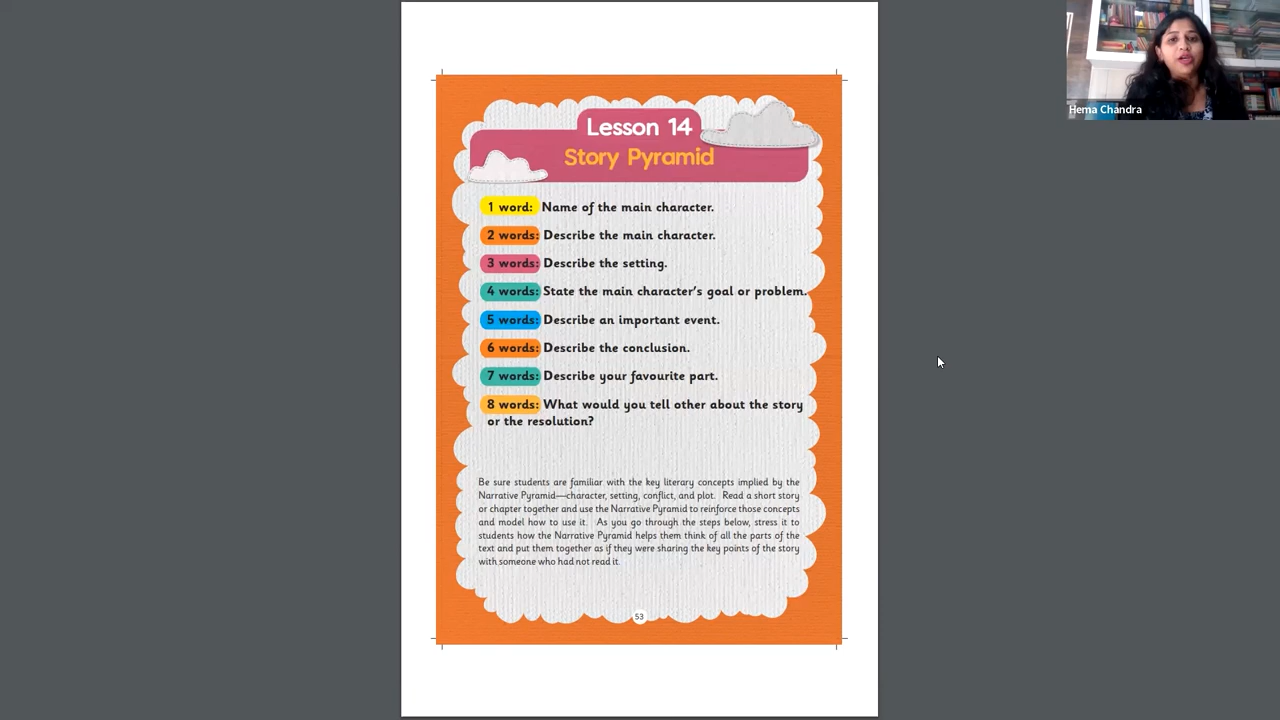 Lesson 14
Story Pyramid
1 word: Name of the main character.
2 words: Describe the main character.
3 words: Describe the setting.
4 words: State the main character's goal or problem.
5 words: Describe an important event.
6 words: Describe the conclusion.
7 words: Describe your favourite part.
8 words: What would you tell other about the story
or the resolution?
Be sure students are familiar with the key literary concepts implied by the
Narrative Pyramid—character, setting, conflict, and plot. Read a short story
or chapter together and use the Narrative Pyramid to reinforce those concepts
and model how to use it. As you go through the steps below, stress it to
students how the Narrative Pyramid helps them think of all the parts of the
text and put them together as if they were sharing the key points of the story
with someone who had not read it.
53
Hema Chandra